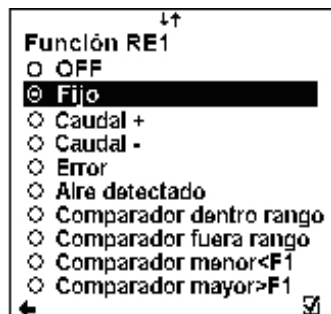 Función RE1
OFF
Fijo
Caudal +
Caudal -
Error
Aire detectado
Comparador dentro rango
Comparador fuera rango
Comparador menor<F1
Comparador mayor>F1